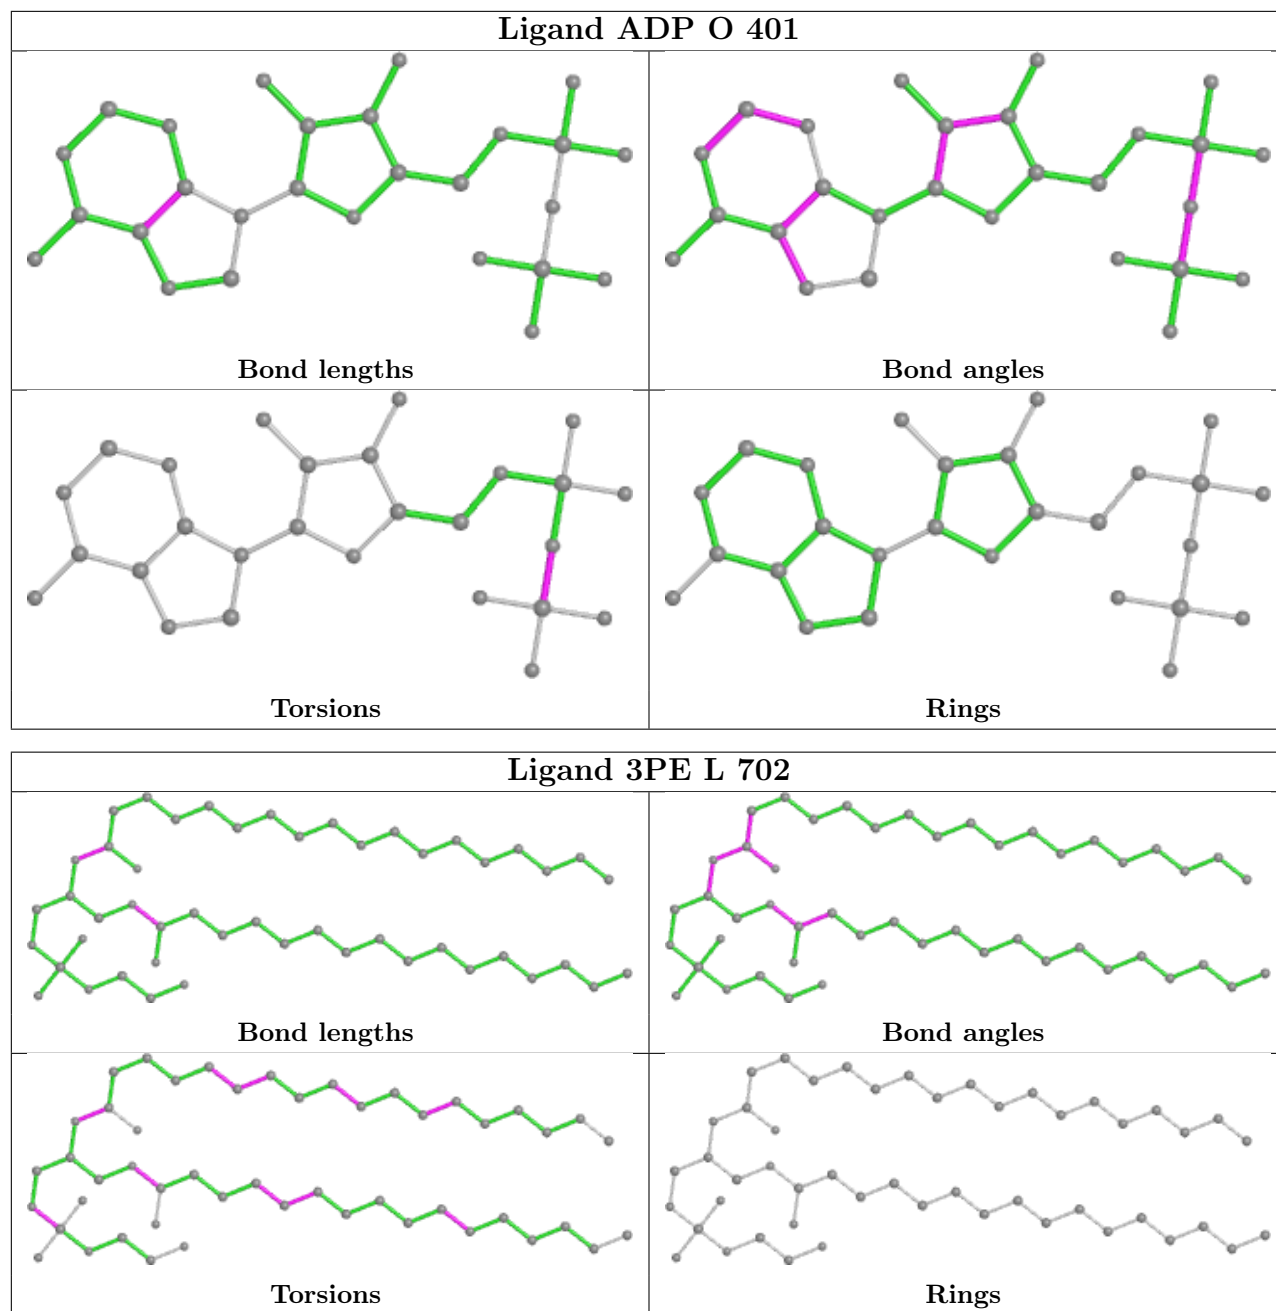 Ligand ADP O 401
Bond lengths
Bond angles
Torsions
Rings
Ligand 3PE L 702
Bond lengths
Bond angles
Torsions
Rings